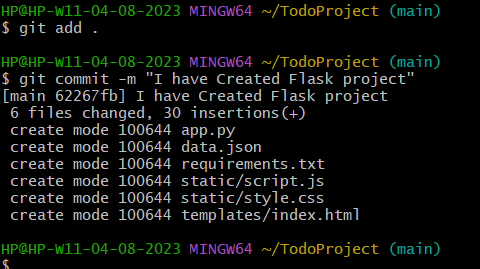 HP@HP-W11-04-08-2023 MINGW64 ~/TodoProject (main)
$ git add .
HP@HP-W11-04-08-2023 MINGW64 ~/TodoProject (main)
$ git commit -m "I have Created Flask project"
[main 62267fb] I have Created Flask project
6 files changed, 30 insertions(+)
create mode 100644 app.py
create mode 100644 data.json
create mode 100644 requirements.txt
create mode 100644 static/script.js
create mode 100644 static/style.css
create mode 100644 templates/index.html
HP@HP-W11-04-08-2023 MINGW64 ~/TodoProject (main)
$